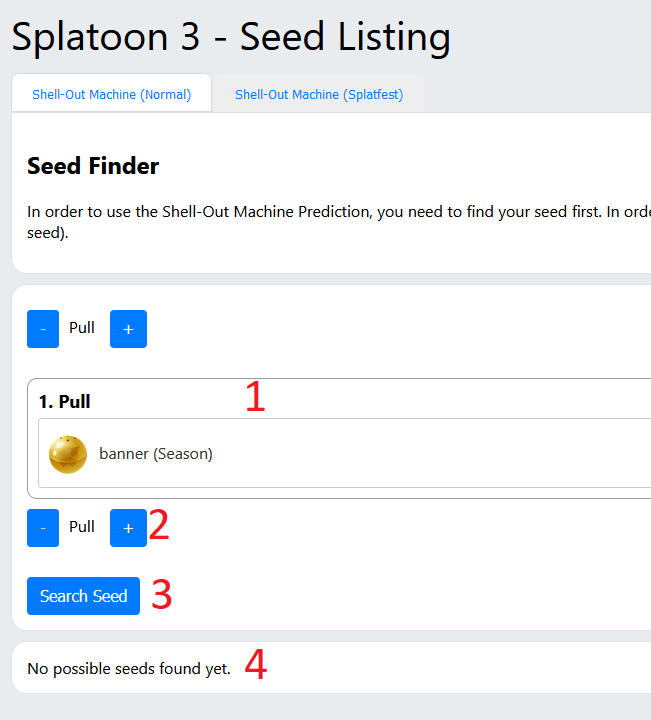 Splatoon 3 - Seed Listing
Shell-Out Machine (Normal) Shell-Out Machine (Splatfest)
Seed Finder
In order to use the Shell-Out Machine Prediction, you need to find your seed first. In orde
seed).
- Pull +
1. Pull 1
banner (Season)
- Pull + 2
Search Seed 3
No possible seeds found yet. 4